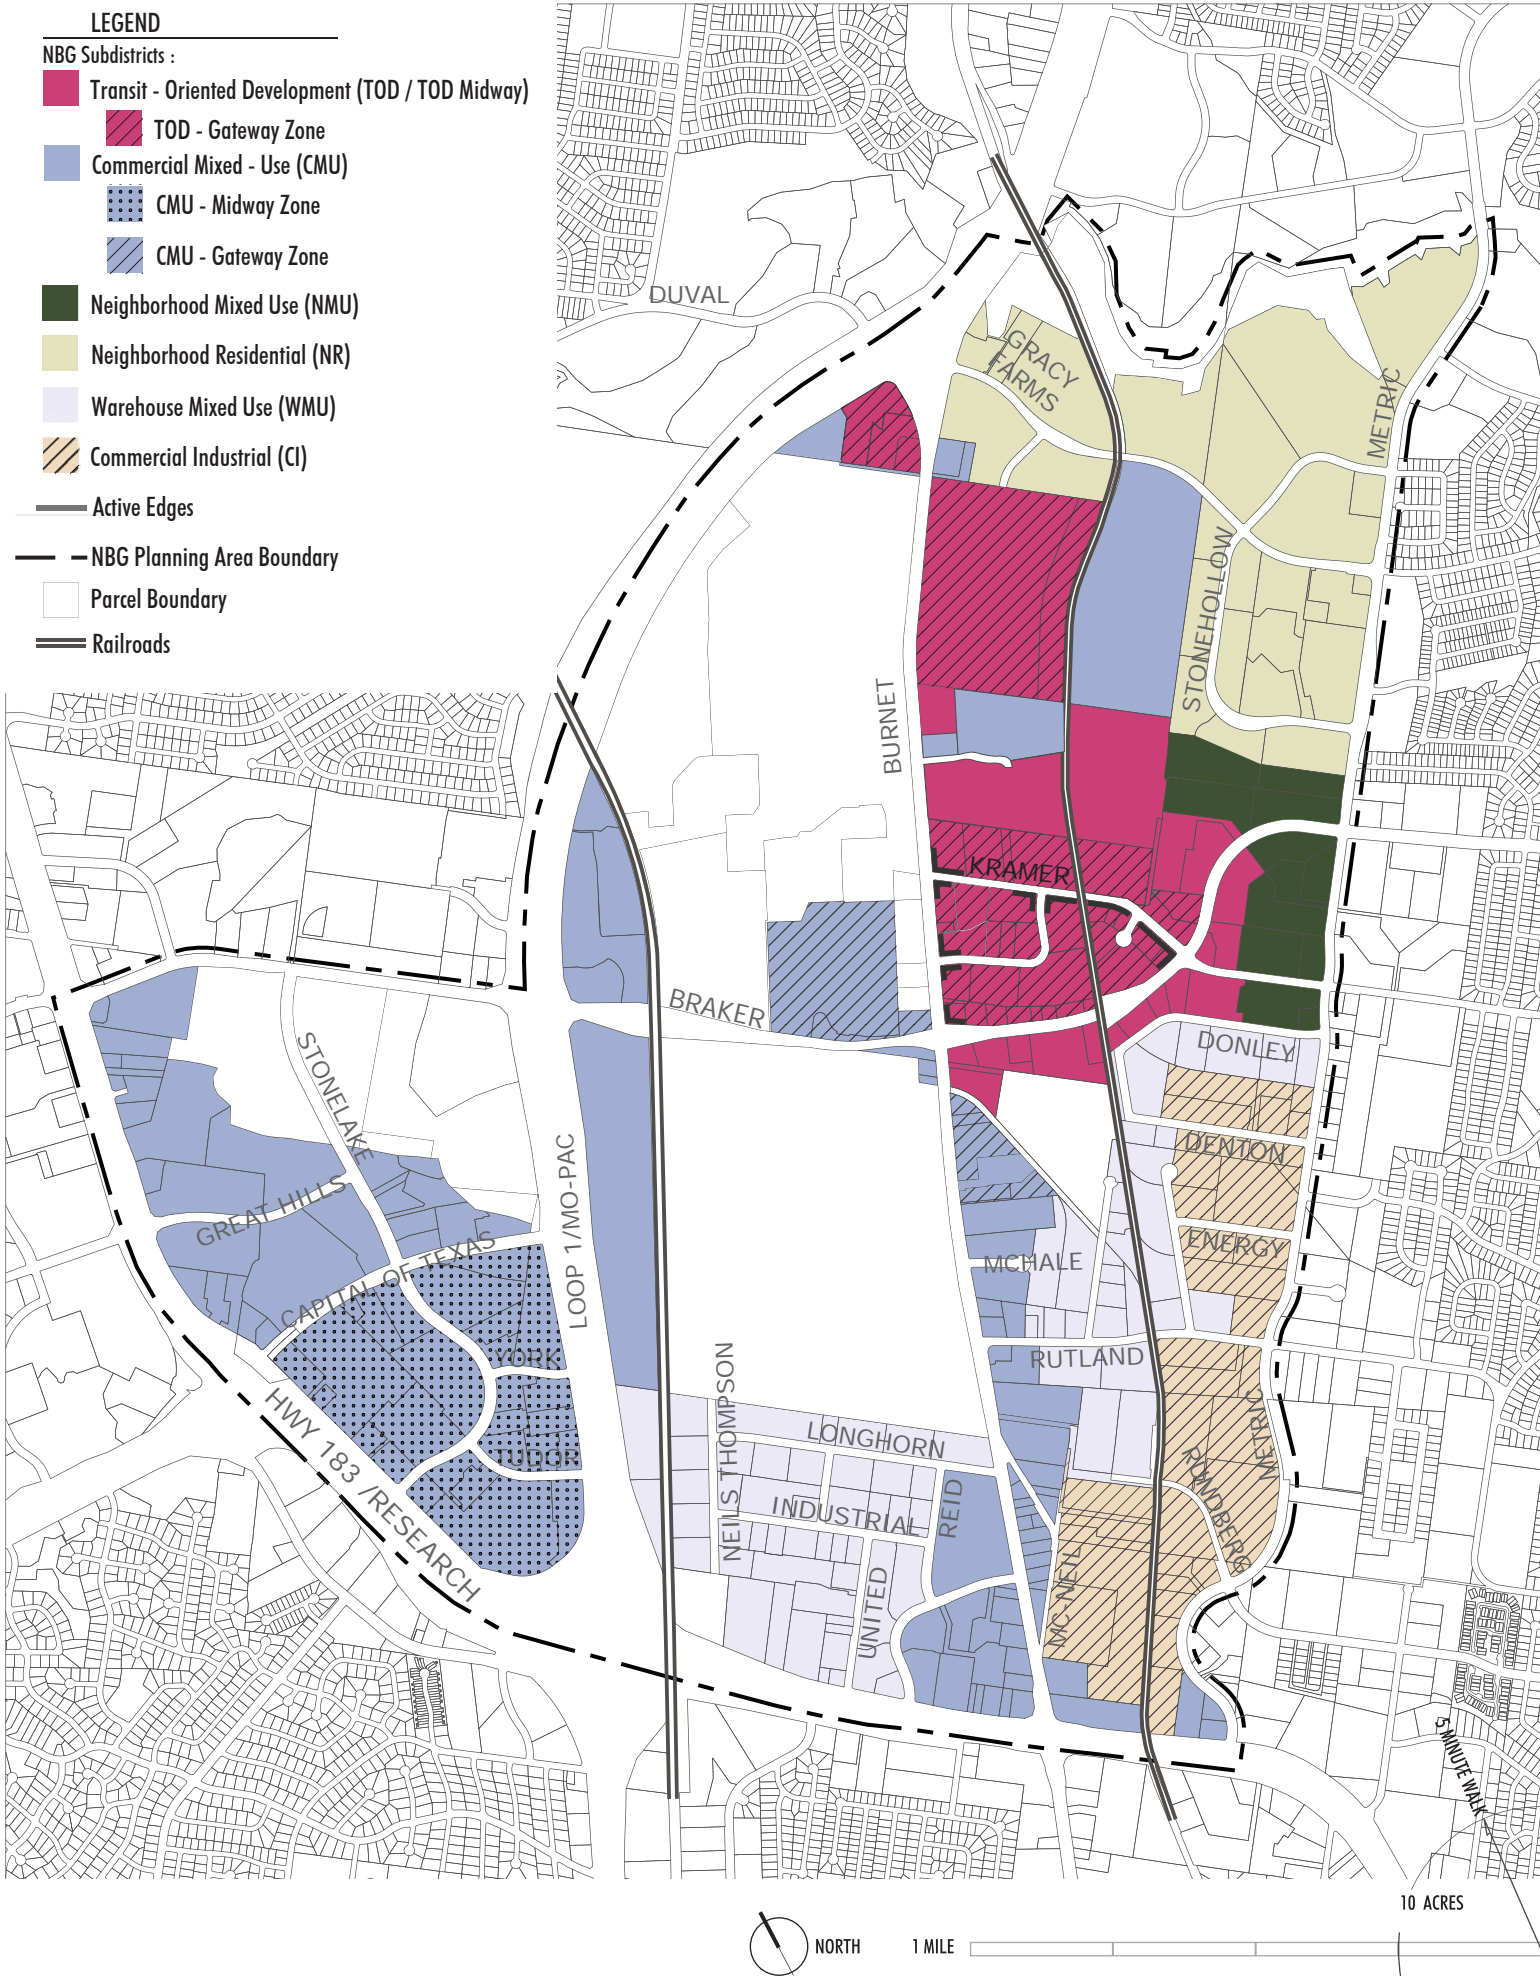 LEGEND
NBG Subdistricts :
Transit - Oriented Development (TOD / TOD Midway)
TOD - Gateway Zone
Commercial Mixed - Use (CMU)
CMU - Midway Zone
CMU - Gateway Zone
Neighborhood Mixed Use (NMU)
Neighborhood Residential (NR)
Warehouse Mixed Use (WMU)
Commercial Industrial (CI)
Active Edges
NBG Planning Area Boundary
Parcel Boundary
Railroads
DUVAL
GRACY
FARMS
METRIC
STONEHOLLOW
BURNET
KRAMER
BRAKER
DONLEY
STONELAKE
DENTON
GREAT HILLS
LOOP 1/MO-PAC
CAPITAL OF TEXAS
ENERGY
MCHALE
YORK
RUTLAND
HWY 183 /RESEARCH
NEILS THOMPSON
LONGHORN
METRIC
TUDOR
REID
RUNDBERG
INDUSTRIAL
UNITED
MC NEIL
5 MINUTE WALK
10 ACRES
NORTH
1 MILE